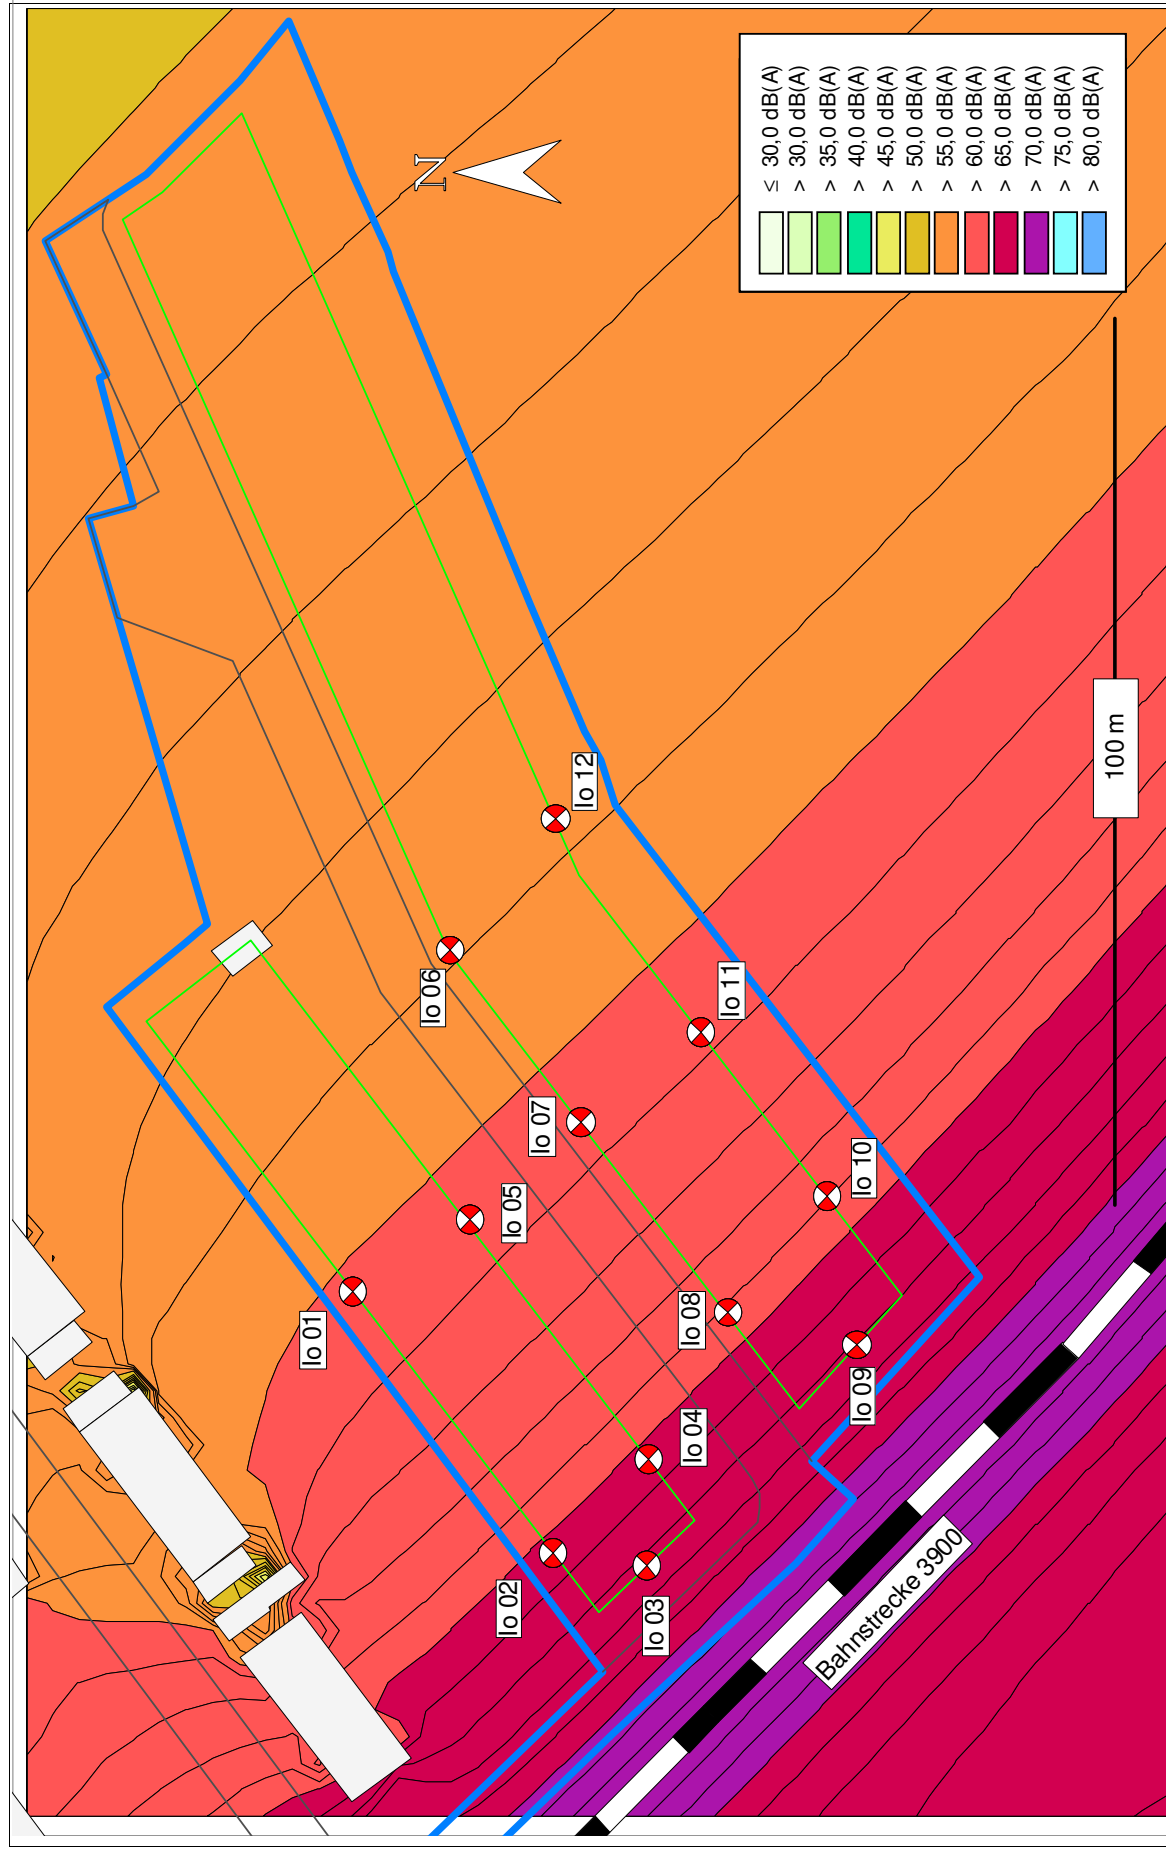 N
≤ 30,0 dB(A)
> 30,0 dB(A)
> 35,0 dB(A)
> 40,0 dB(A)
> 45,0 dB(A)
> 50,0 dB(A)
> 55,0 dB(A)
> 60,0 dB(A)
> 65,0 dB(A)
> 70,0 dB(A)
> 75,0 dB(A)
> 80,0 dB(A)
Io 12
100 m
Io 06
Io 11
Io 07
Io 10
Io 05
Io 01
Io 08
Io 09
Io 04
Io 02
Io 03
Bahnstrecke 3900